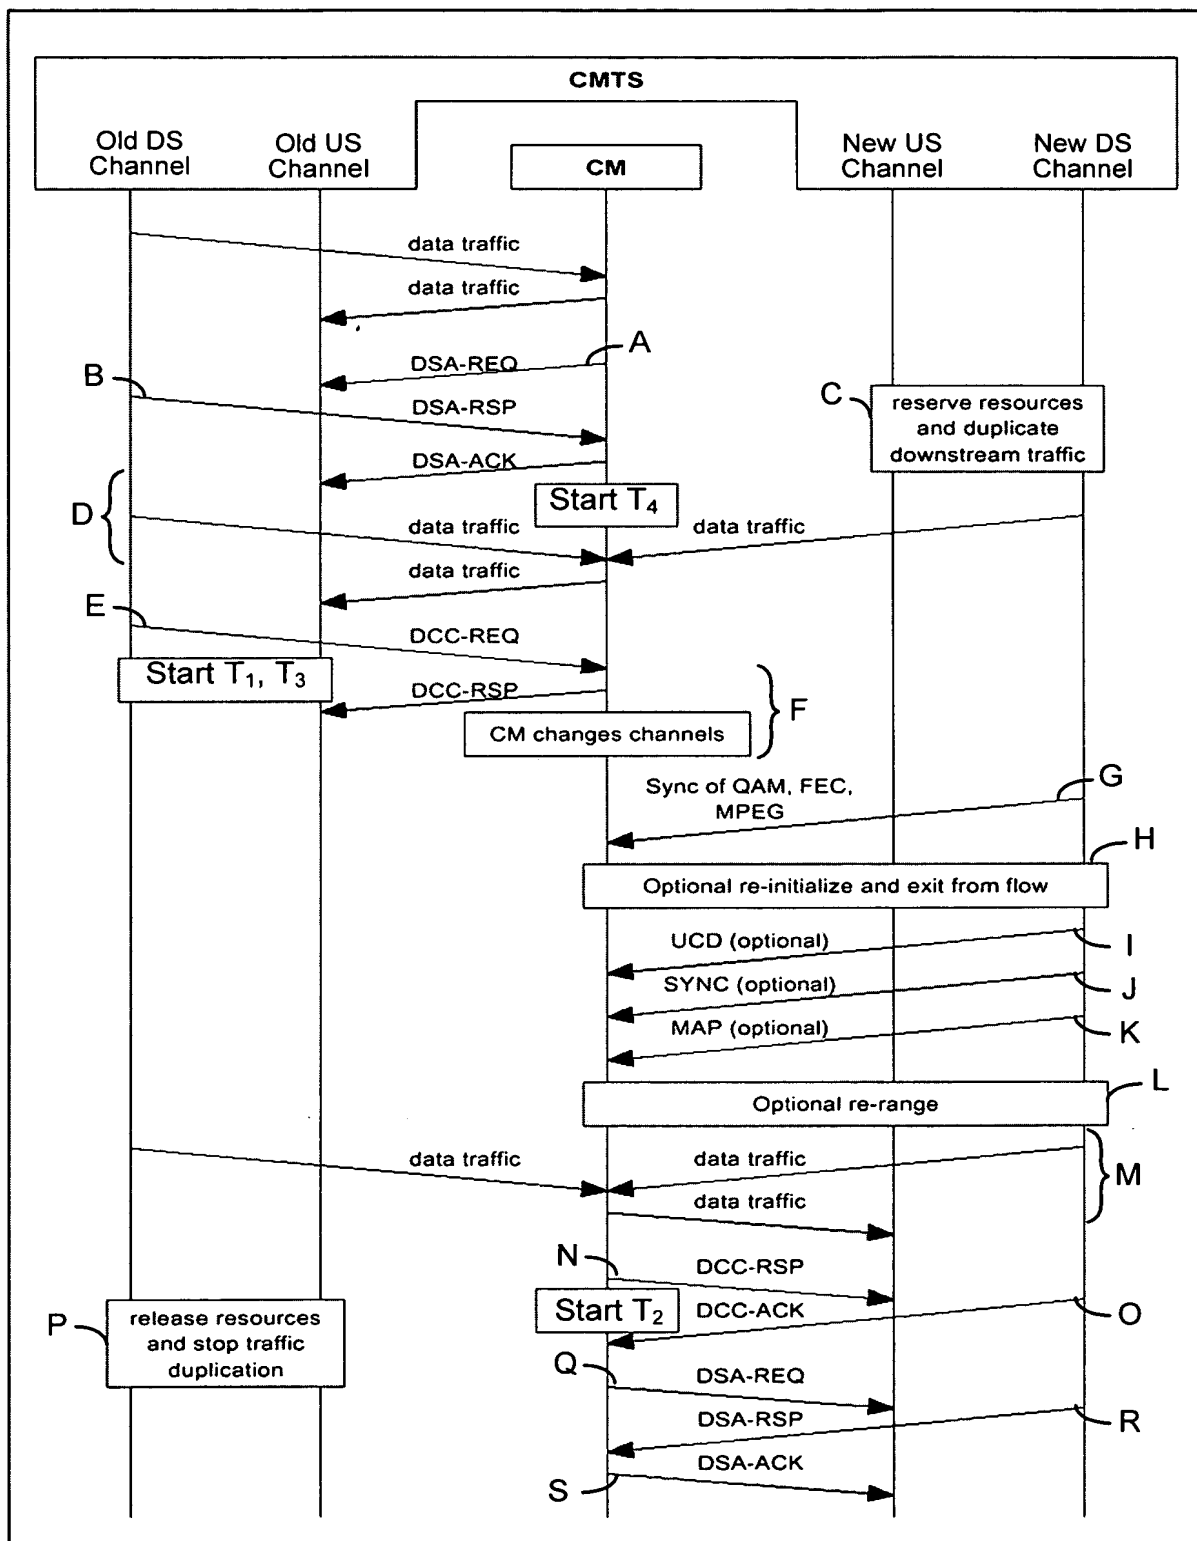 CMTS
Old DS
Channel
Old US
Channel
CM
New US
Channel
New DS
Channel
data traffic
data traffic
A
DSA-REQ
B
DSA-RSP
C
reserve resources
and duplicate
downstream traffic
DSA-ACK
Start T4
D
data traffic
data traffic
data traffic
E
DCC-REQ
Start T1, T3
DCC-RSP
F
CM changes channels
G
Sync of QAM, FEC,
MPEG
H
Optional re-initialize and exit from flow
UCD (optional)
I
SYNC (optional)
J
MAP (optional)
K
L
Optional re-range
data traffic
data traffic
M
data traffic
N
DCC-RSP
Start T2
DCC-ACK
O
P
release resources
and stop traffic
duplication
Q
DSA-REQ
DSA-RSP
R
DSA-ACK
S